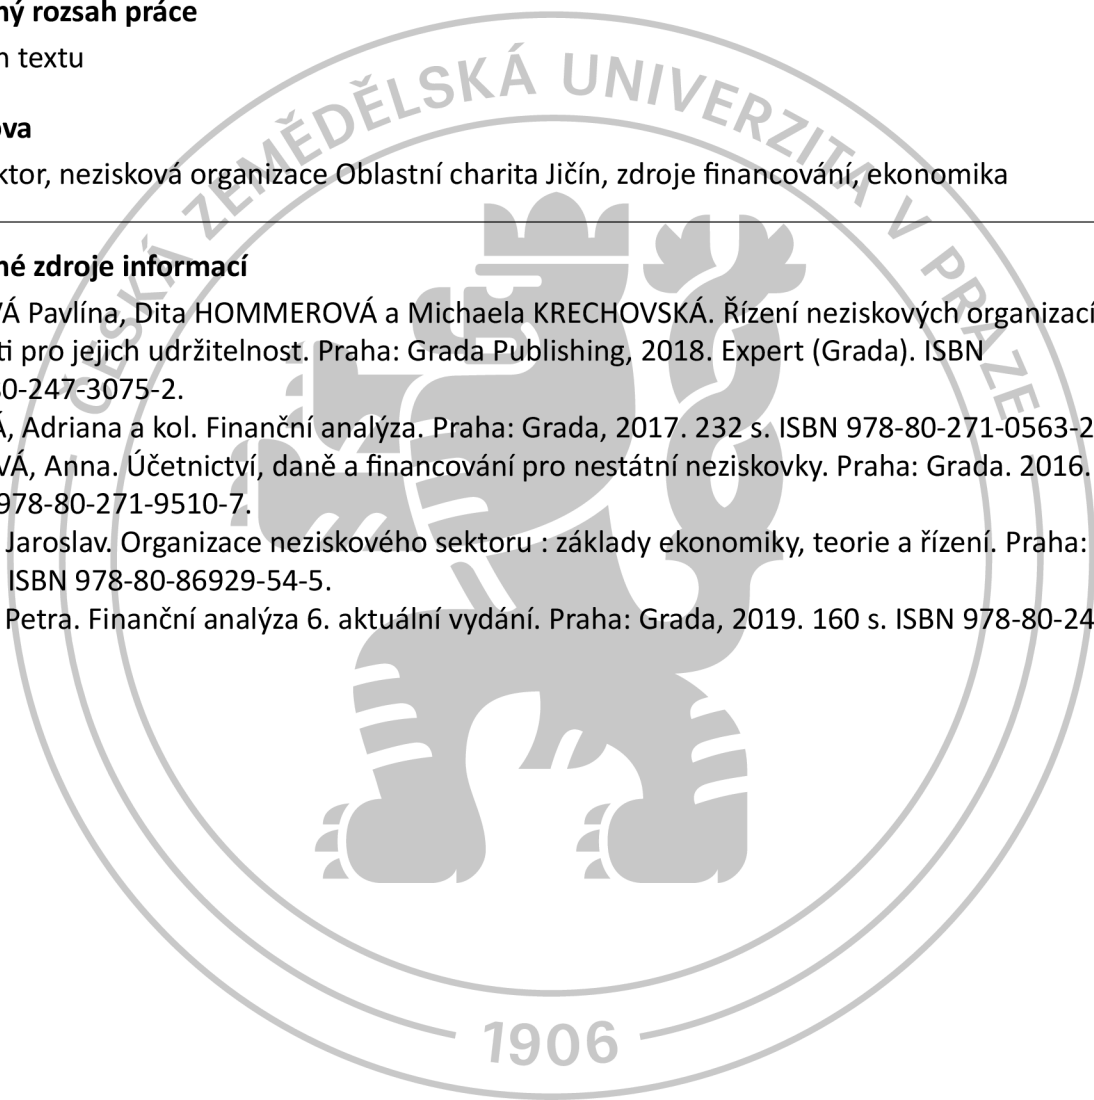 ný rozsah práce
n textu
ova
ktor, nezisková organizace Oblastní charita Jičín, zdroje financování, ekonomika
né zdroje informací
VÁ Pavlína, Dita HOMMEROVÁ a Michaela KRECHOVSKÁ. Řízení neziskových organizací
ti pro jejich udržitelnost. Praha: Grada Publishing, 2018. Expert (Grada). ISBN
80-247-3075-2.
Á, Adriana a kol. Finanční analýza. Praha: Grada, 2017. 232 s. ISBN 978-80-271-0563-2
VÁ, Anna. Účetnictví, daně a financování pro nestátní neziskovky. Praha: Grada. 2016.
978-80-271-9510-7.
Jaroslav. Organizace neziskového sektoru : základy ekonomiky, teorie a řízení. Praha:
ISBN 978-80-86929-54-5.
Petra. Finanční analýza 6. aktuální vydání. Praha: Grada, 2019. 160 s. ISBN 978-80-24
ČESKÁ ZEMĚDĚLSKÁ UNIVERZITA V PRAZE
1906